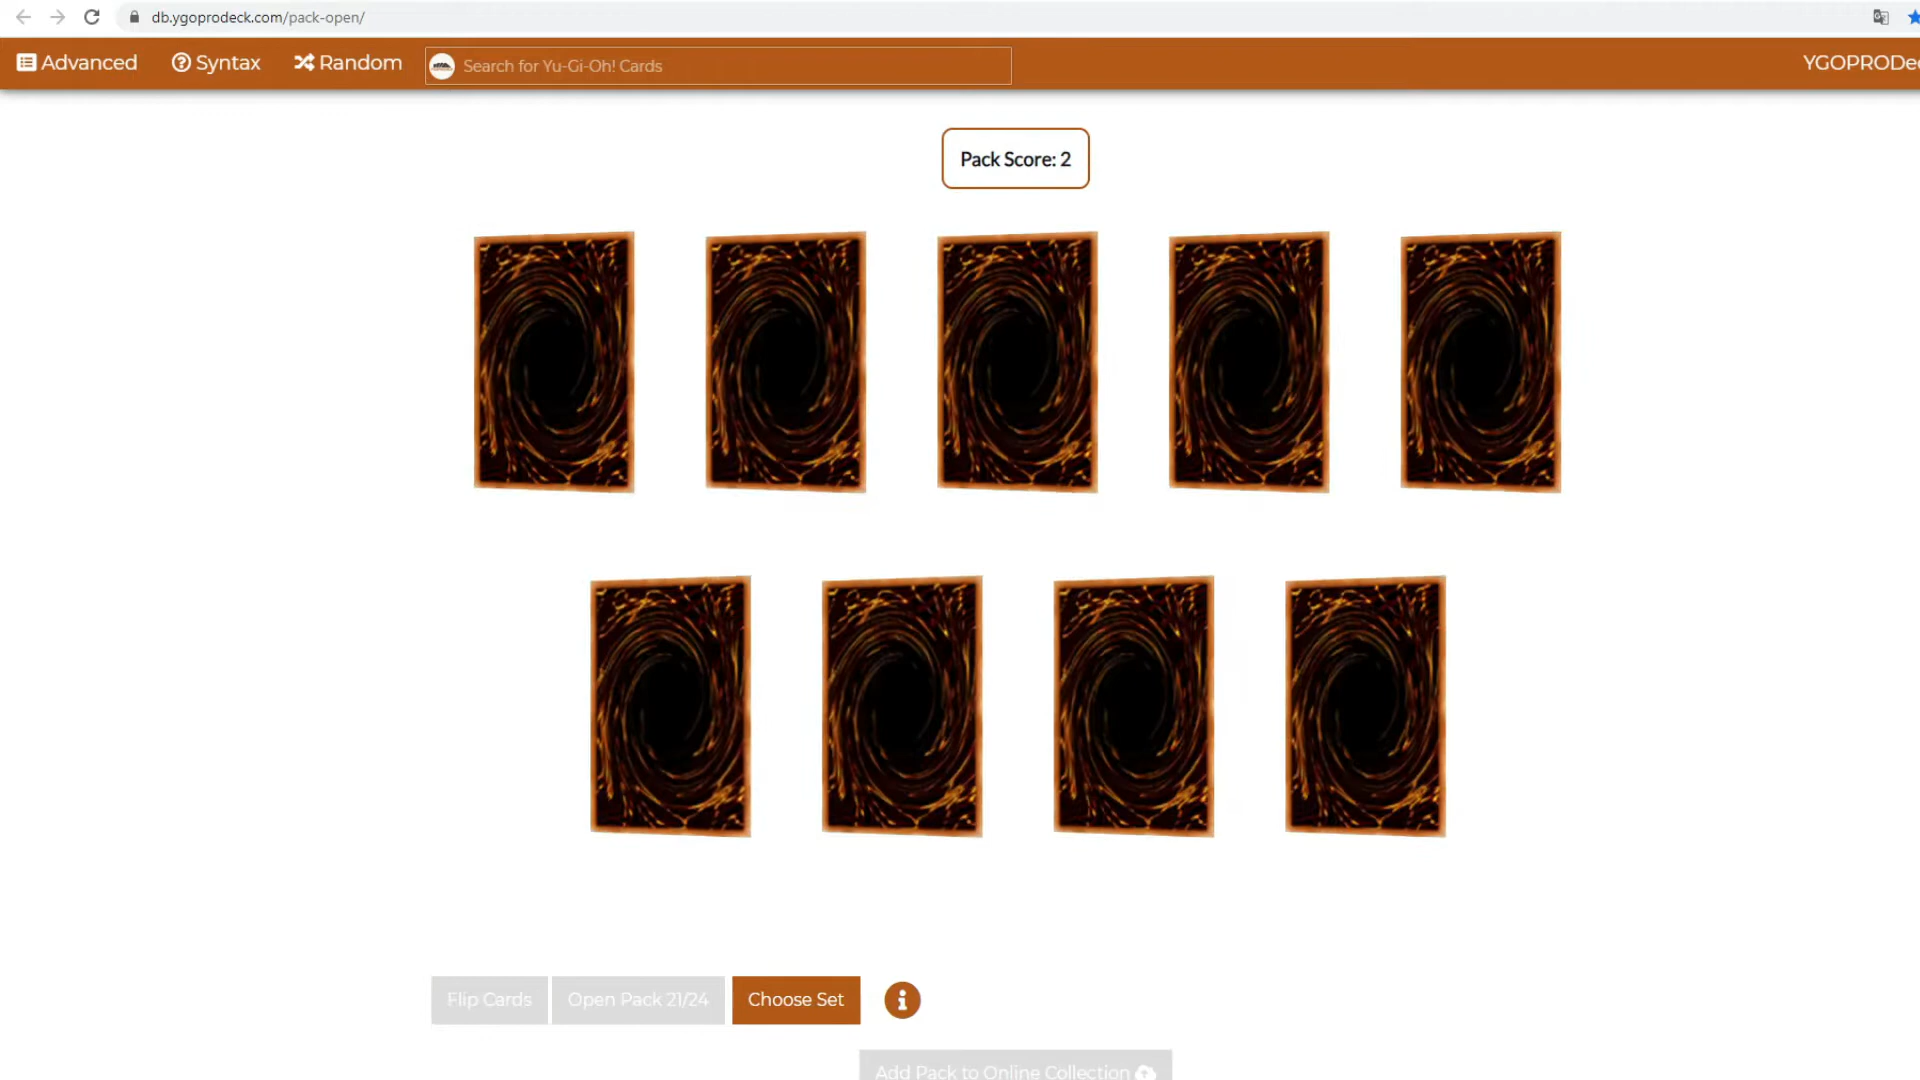 db.ygoprodeck.com/pack-open/
Advanced
Syntax
Random
Search for Yu-Gi-Oh! Cards
YGOPRODec
Pack Score: 2
Flip Cards
Open Pack 21/24
Choose Set
Add Pack to Online Collection